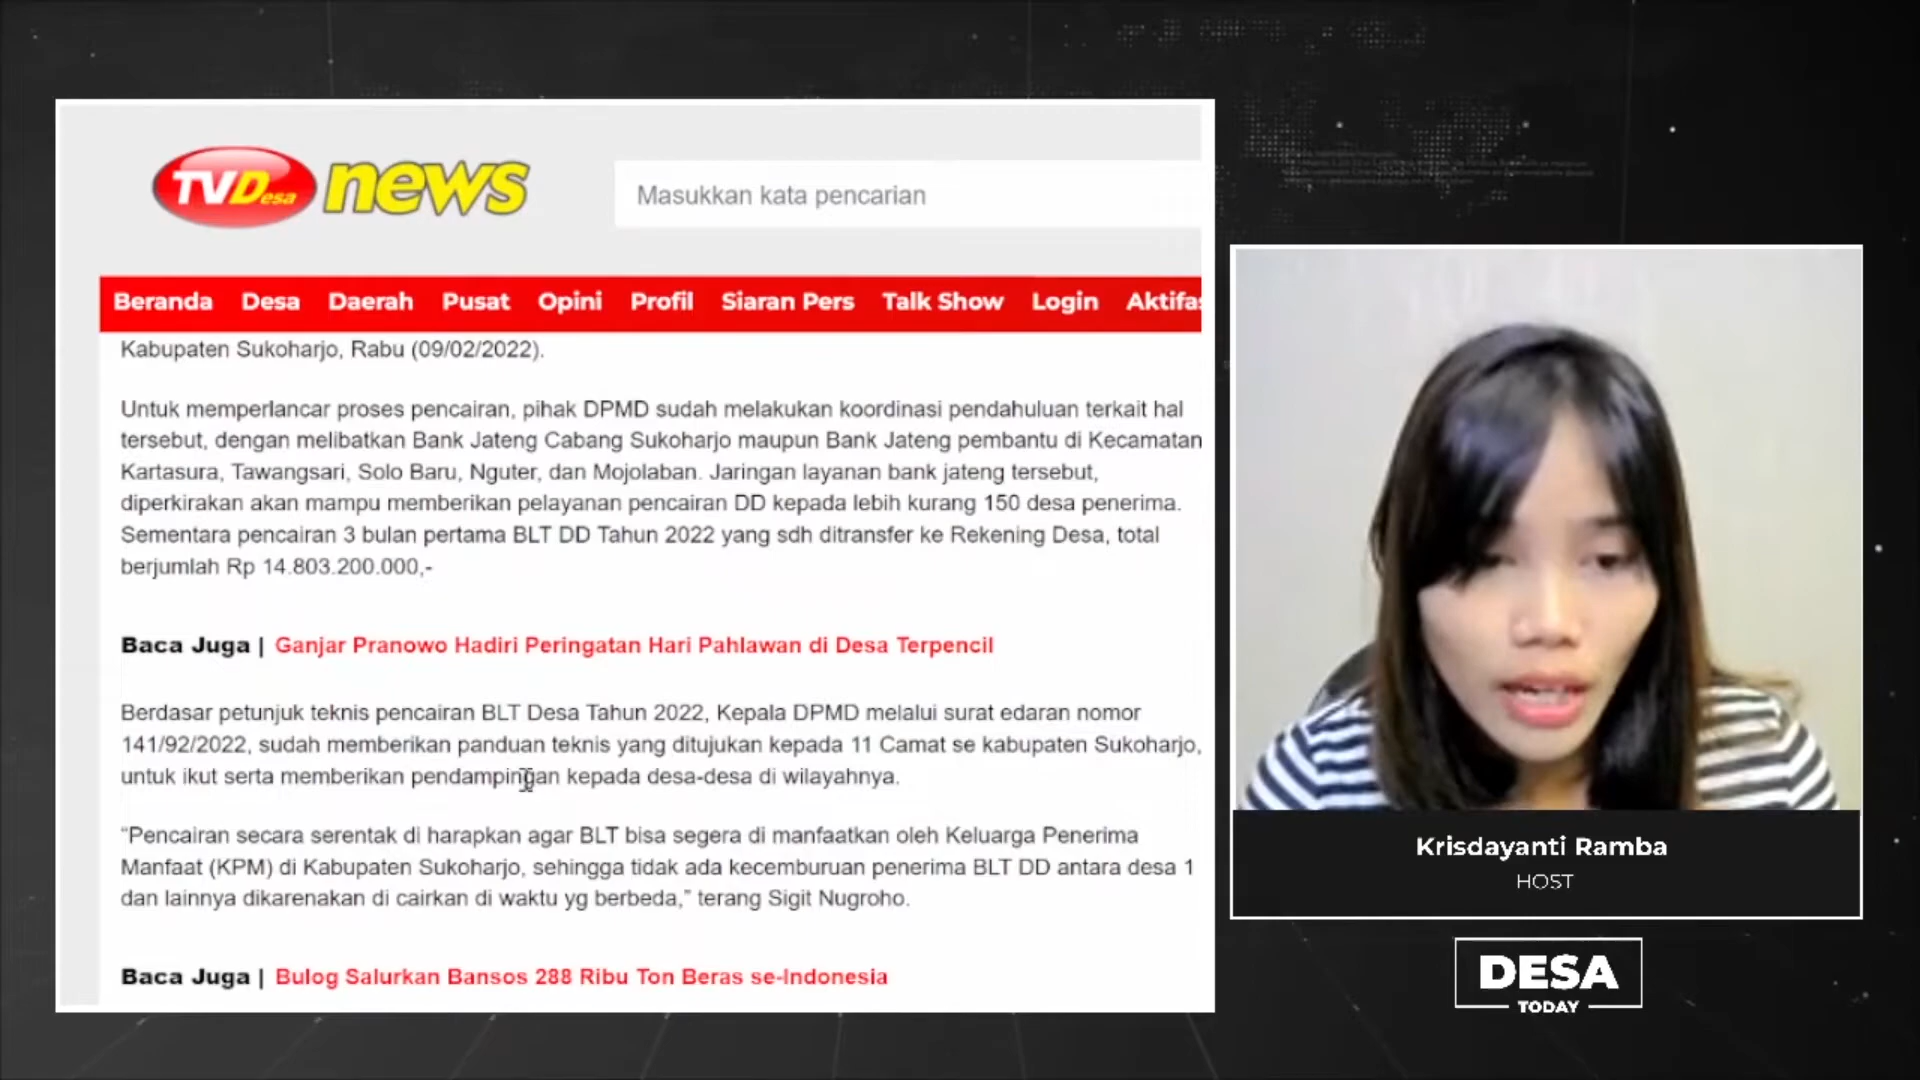 TVDesa news
Masukkan kata pencarian
Beranda Desa Daerah Pusat Opini Profil Siaran Pers Talk Show Login Aktifas
Kabupaten Sukoharjo, Rabu (09/02/2022).
Untuk memperlancar proses pencairan, pihak DPMD sudah melakukan koordinasi pendahuluan terkait hal
tersebut, dengan melibatkan Bank Jateng Cabang Sukoharjo maupun Bank Jateng pembantu di Kecamatan
Kartasura, Tawangsari, Solo Baru, Nguter, dan Mojolaban. Jaringan layanan bank jateng tersebut,
diperkirakan akan mampu memberikan pelayanan pencairan DD kepada lebih kurang 150 desa penerima.
Sementara pencairan 3 bulan pertama BLT DD Tahun 2022 yang sdh ditransfer ke Rekening Desa, total
berjumlah Rp 14.803.200.000,-
Baca Juga | Ganjar Pranowo Hadiri Peringatan Hari Pahlawan di Desa Terpencil
Berdasar petunjuk teknis pencairan BLT Desa Tahun 2022, Kepala DPMD melalui surat edaran nomor
141/92/2022, sudah memberikan panduan teknis yang ditujukan kepada 11 Camat se kabupaten Sukoharjo,
untuk ikut serta memberikan pendampingan kepada desa-desa di wilayahnya.
“Pencairan secara serentak di harapkan agar BLT bisa segera di manfaatkan oleh Keluarga Penerima
Manfaat (KPM) di Kabupaten Sukoharjo, sehingga tidak ada kecemburuan penerima BLT DD antara desa 1
dan lainnya dikarenakan di cairkan di waktu yg berbeda,” terang Sigit Nugroho.
Baca Juga | Bulog Salurkan Bansos 288 Ribu Ton Beras se-Indonesia
Krisdayanti Ramba
HOST
DESA
TODAY